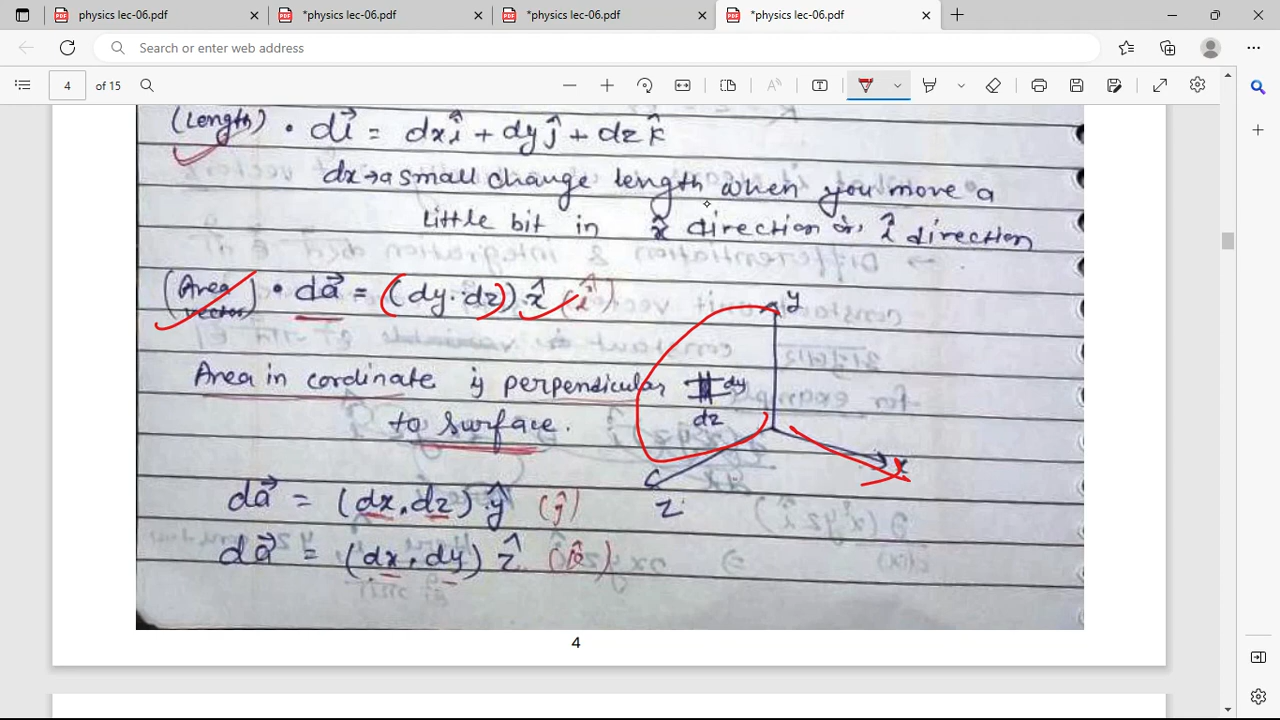 physics lec-06.pdf
*physics lec-06.pdf
*physics lec-06.pdf
*physics lec-06.pdf
Search or enter web address
4 of 15
(Length) • dl⃗ = dx î + dy ĵ + dz k̂
dx→a small change length when you move a
little bit in x̂ direction or, î direction
(Area vector) • da⃗ = (dy.dz) x̂ (î)
y
Area in cordinate is perpendicular dy
to surface. dz
x
z
da⃗ = (dx.dz) ŷ (ĵ)
da⃗ = (dx.dy) ẑ (k̂)
4